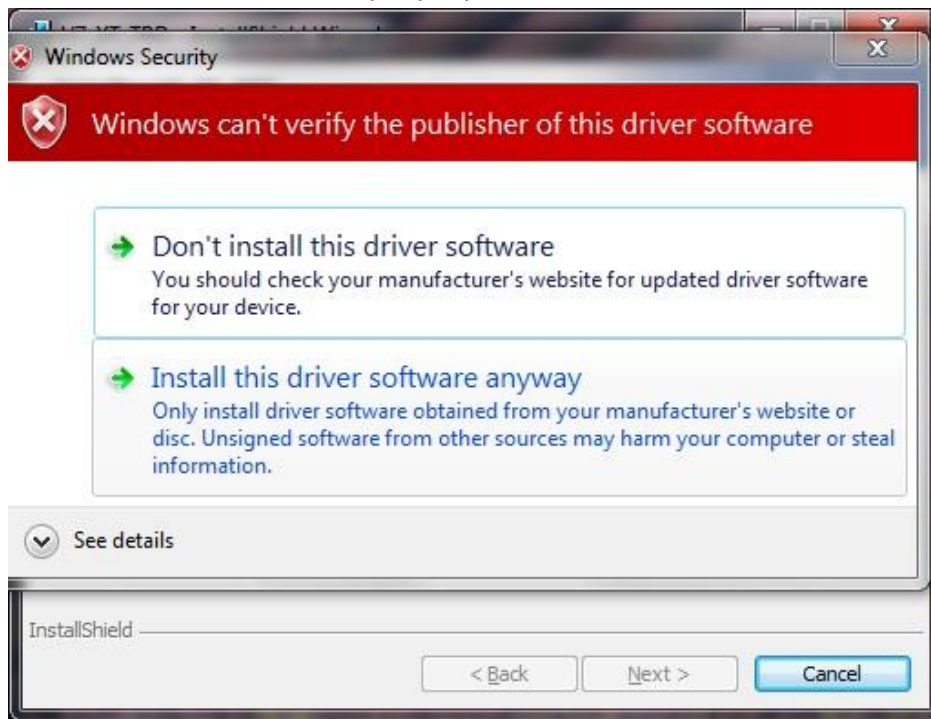 InstallShield
Windows Security
Windows can't verify the publisher of this driver software
Don't install this driver software
You should check your manufacturer's website for updated driver software
for your device.
Install this driver software anyway
Only install driver software obtained from your manufacturer's website or
disc. Unsigned software from other sources may harm your computer or steal
information.
See details
InstallShield
< Back Next > Cancel